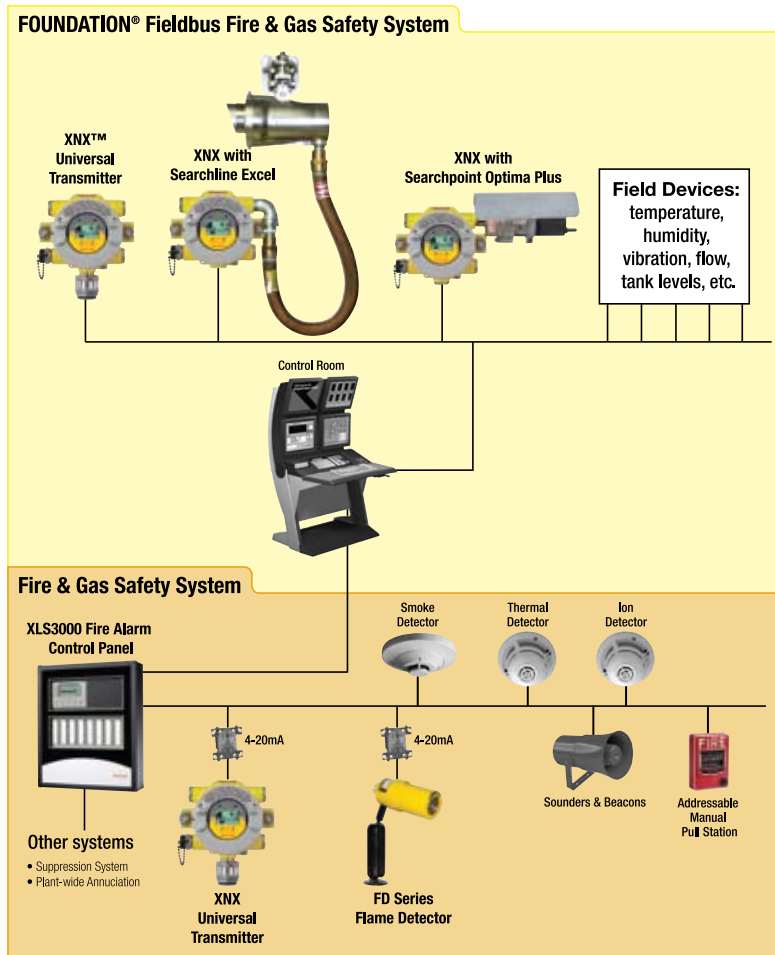 FOUNDATION® Fieldbus Fire & Gas Safety System
XNX™
Universal
Transmitter
XNX with
Searchline Excel
XNX with
Searchpoint Optima Plus
Field Devices:
temperature,
humidity,
vibration, flow,
tank levels, etc.
Control Room
Fire & Gas Safety System
XLS3000 Fire Alarm
Control Panel
Smoke
Detector
Thermal
Detector
Ion
Detector
4-20mA
4-20mA
FIRE
Sounders & Beacons
Addressable
Manual
Pull Station
Other systems
• Suppression System
• Plant-wide Annuciation
XNX
Universal
Transmitter
FD Series
Flame Detector